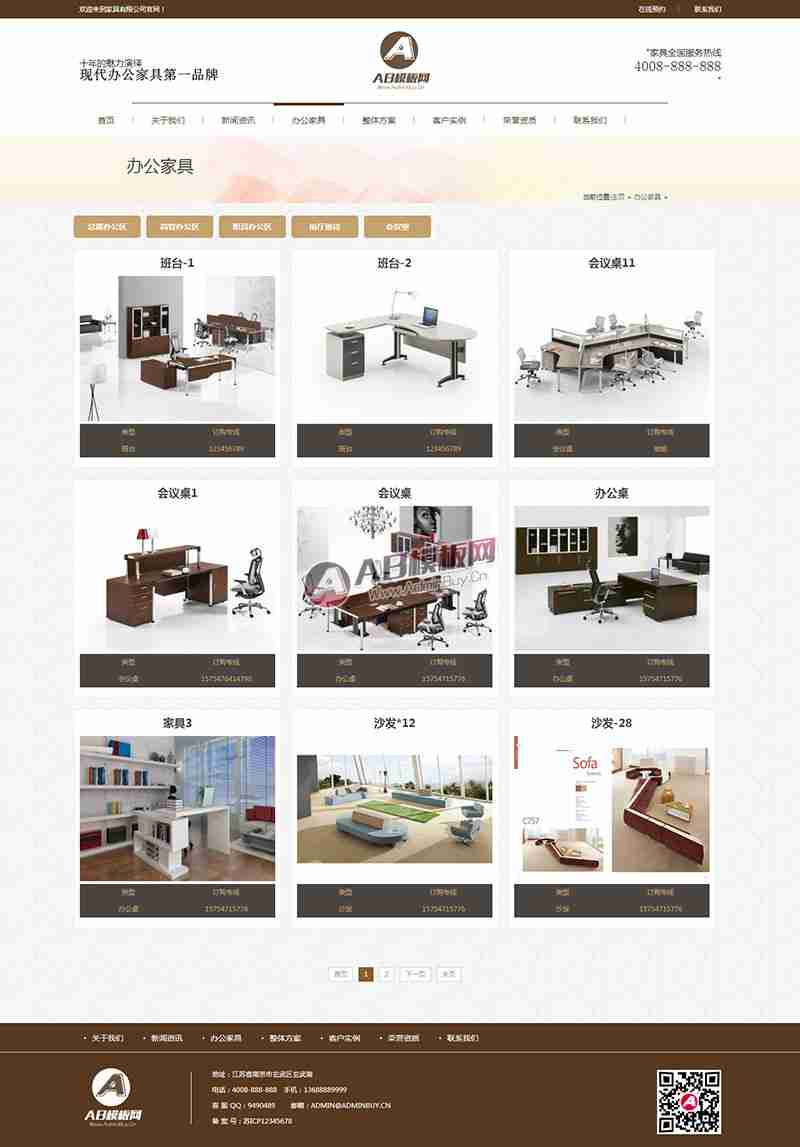 欢迎来到家具有限公司官网！
在线预约 | 联系我们
十年的魅力演绎
现代办公家具第一品牌
AB模板网
Www.AdminBuy.Cn
"家具全国服务热线
4008-888-888
首页 | 关于我们 | 新闻资讯 | 办公家具 | 整体方案 | 客户实例 | 荣誉资质 | 联系我们 |
办公家具
当前位置:主页 > 办公家具 >
总裁办公区 高管办公区 职员办公区 会议室
班台-1 班台-2 会议桌11
类型 订购专线 类型 订购专线 类型 订购专线
班台 123456789 班台 123456789 会议桌
会议桌1 会议桌 办公桌
AB模板网
Www.AdminBuy.Cn
类型 订购专线 类型 订购专线 类型 订购专线
会议桌 办公桌 15754715776 办公桌 15754715776
家具3 沙发*12 沙发-28
Sofa
C757
类型 订购专线 类型 订购专线 类型 订购专线
办公桌 15754715776 沙发 15754715776 沙发 15754715776
首页 1 2 下一页 末页
· 关于我们 · 新闻资讯 · 办公家具 · 整体方案 · 客户实例 · 荣誉资质 · 联系我们
AB模板网
Www.AdminBuy.Cn
地址：江苏省南京市玄武区玄武湖
电话：4008-888-888 手机：13688889999
客 服 QQ：9490489 邮箱：ADMIN@ADMINBUY.CN
备 案 号：苏ICP12345678